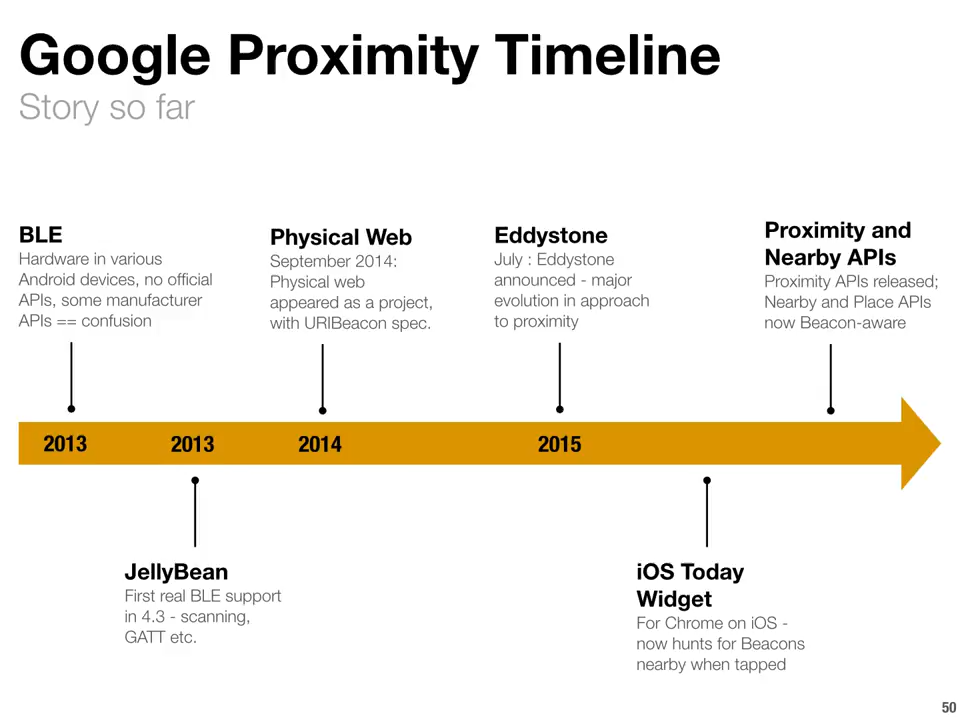 Google Proximity Timeline
Story so far
BLE
Hardware in various
Android devices, no official
APIs, some manufacturer
APIs == confusion
Physical Web
September 2014:
Physical web
appeared as a project,
with URIBeacon spec.
Eddystone
July : Eddystone
announced - major
evolution in approach
to proximity
Proximity and
Nearby APIs
Proximity APIs released;
Nearby and Place APIs
now Beacon-aware
2013
2013
2014
2015
JellyBean
First real BLE support
in 4.3 - scanning,
GATT etc.
iOS Today
Widget
For Chrome on iOS -
now hunts for Beacons
nearby when tapped
50